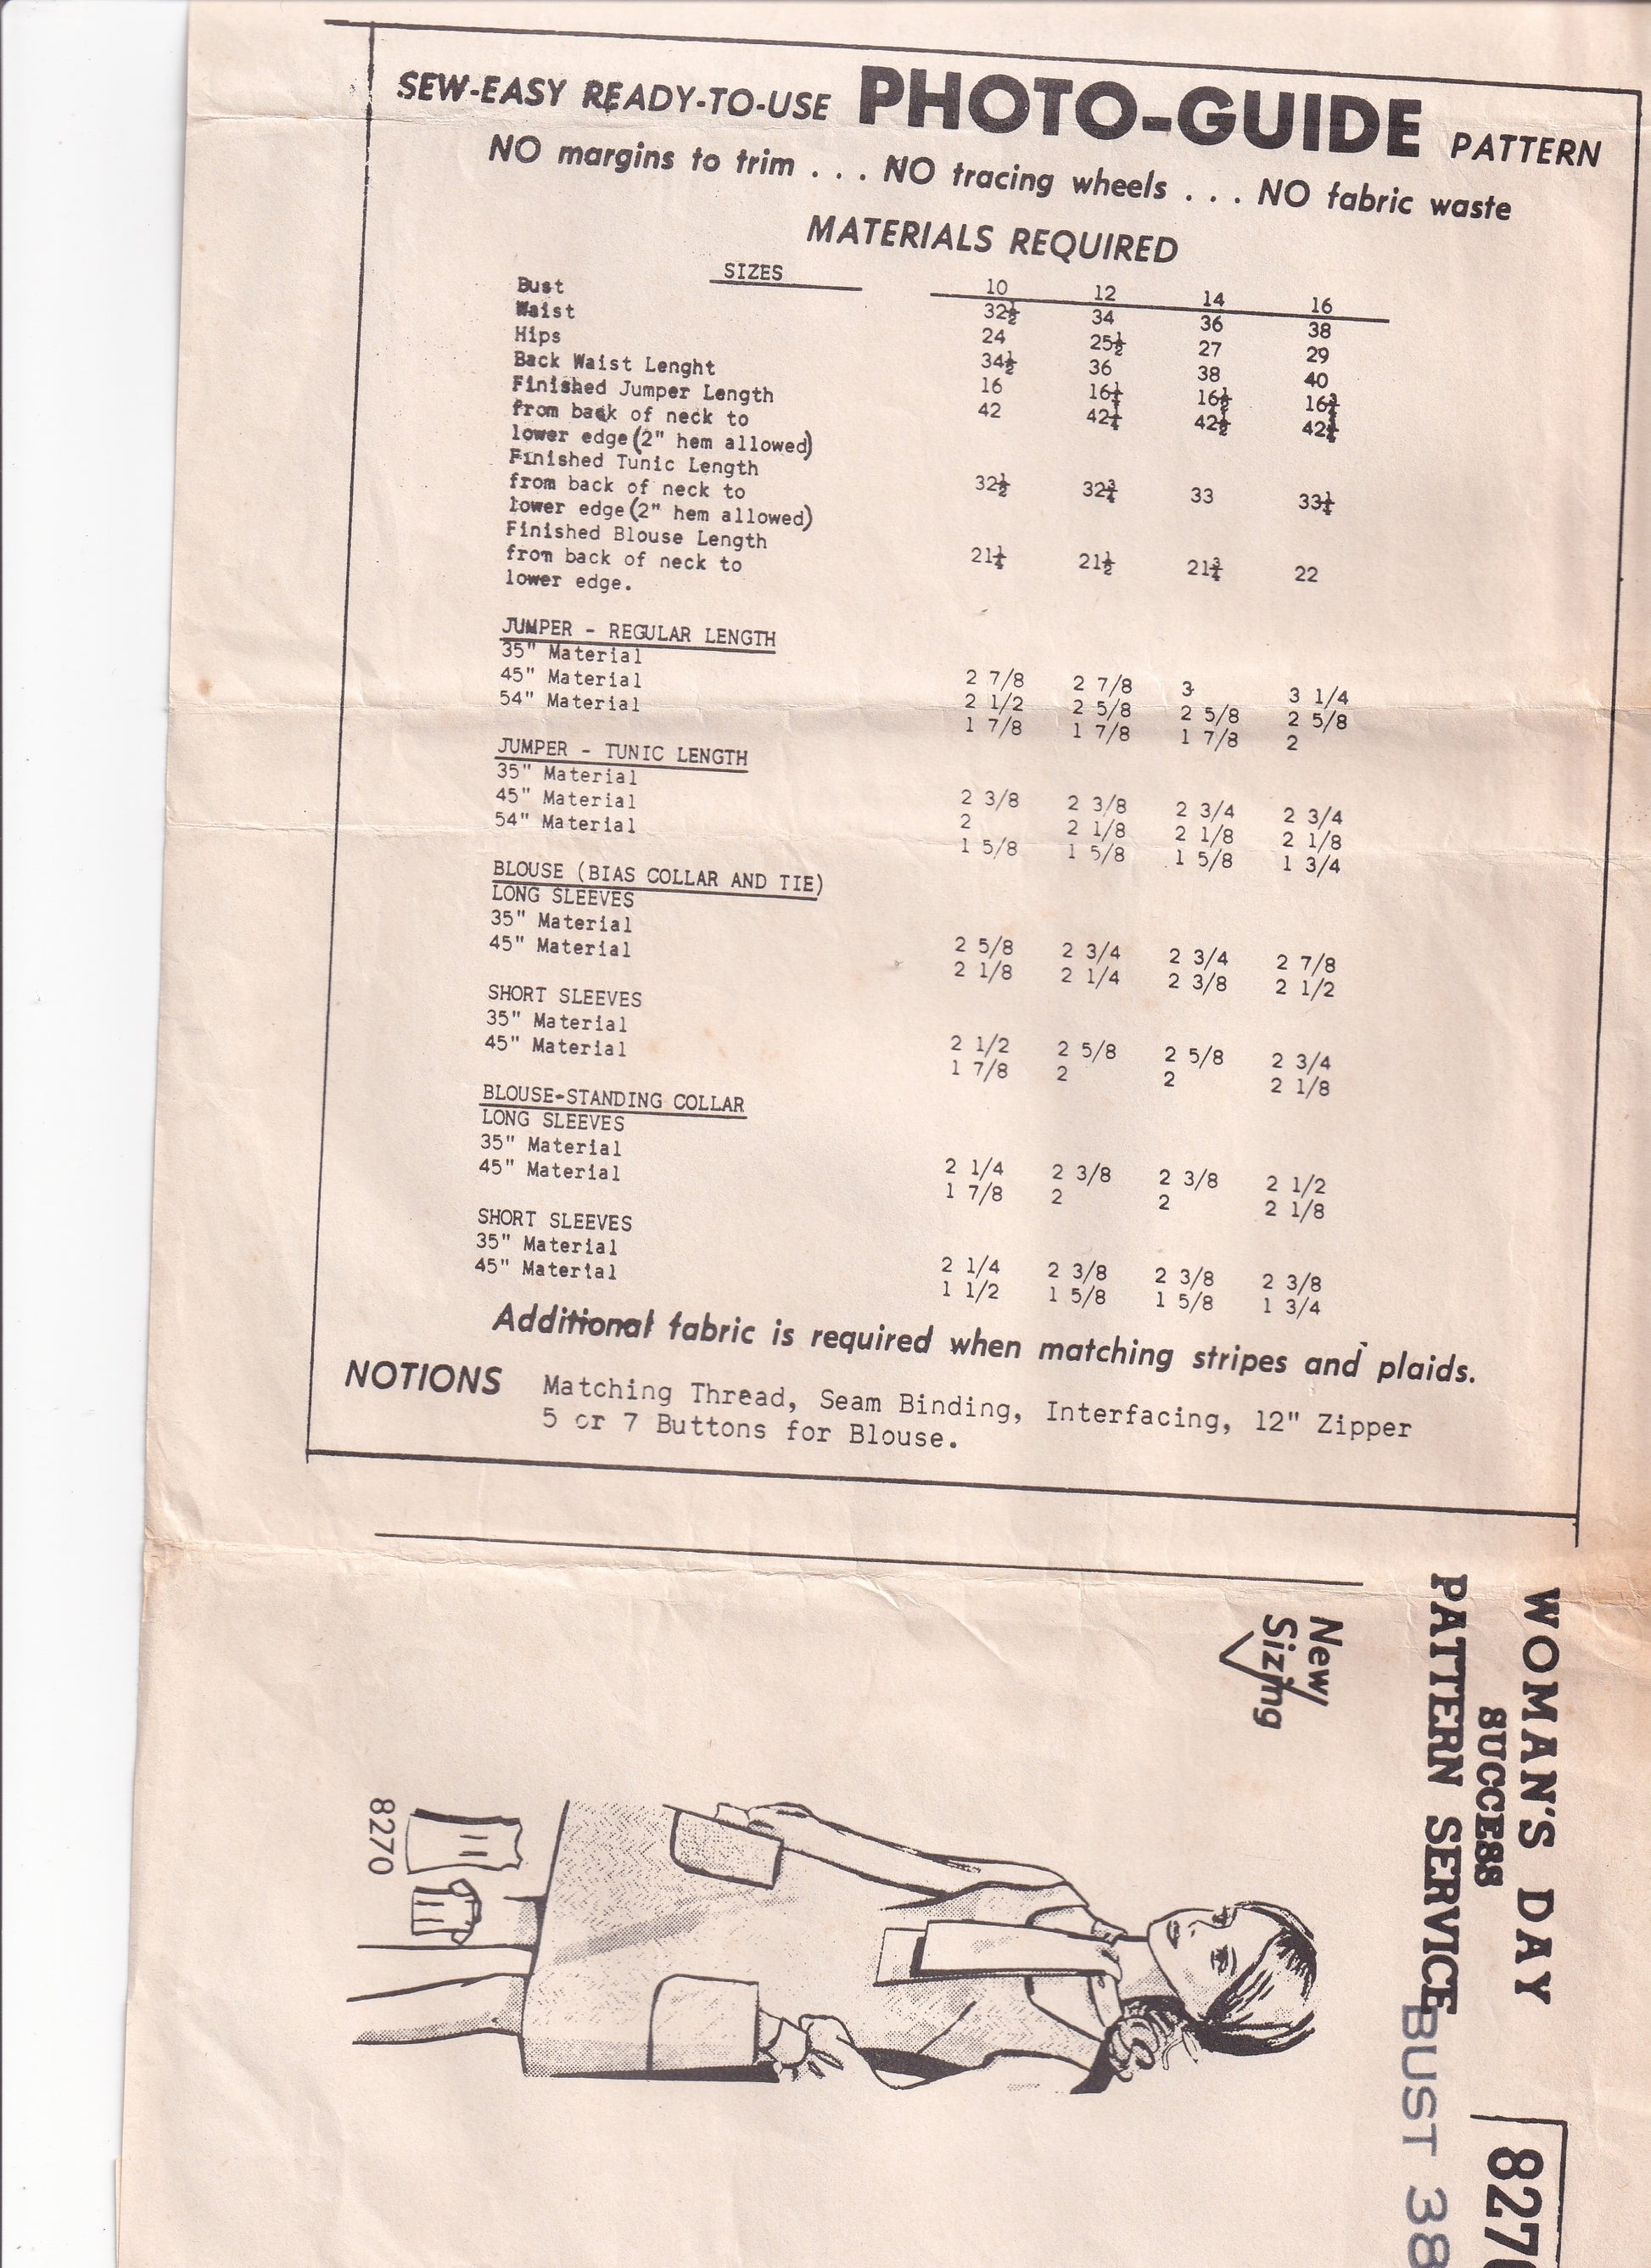 SEW-EASY READY-TO-USE PHOTO-GUIDE PATTERN
NO margins to trim . . . NO tracing wheels . . . NO fabric waste
MATERIALS REQUIRED
SIZES 10 12 14 16
Bust 32½ 34 36 38
Waist 24 25½ 27 29
Hips 34½ 36 38 40
Back Waist Lenght 16 16¼ 16½ 16¾
Finished Jumper Length 42 42¼ 42½ 42¾
from back of neck to
lower edge(2" hem allowed)
Finished Tunic Length 32½ 32¾ 33 33¼
from back of neck to
lower edge(2" hem allowed)
Finished Blouse Length 21¼ 21½ 21¾ 22
from back of neck to
lower edge.
JUMPER - REGULAR LENGTH
35" Material 2 7/8 2 7/8 3 3 1/4
45" Material 2 1/2 2 5/8 2 5/8 2 5/8
54" Material 1 7/8 1 7/8 1 7/8 2
JUMPER - TUNIC LENGTH
35" Material 2 3/8 2 3/8 2 3/4 2 3/4
45" Material 2 2 1/8 2 1/8 2 1/8
54" Material 1 5/8 1 5/8 1 5/8 1 3/4
BLOUSE (BIAS COLLAR AND TIE)
LONG SLEEVES
35" Material 2 5/8 2 3/4 2 3/4 2 7/8
45" Material 2 1/8 2 1/4 2 3/8 2 1/2
SHORT SLEEVES
35" Material 2 1/2 2 5/8 2 5/8 2 3/4
45" Material 1 7/8 2 2 2 1/8
BLOUSE-STANDING COLLAR
LONG SLEEVES
35" Material 2 1/4 2 3/8 2 3/8 2 1/2
45" Material 1 7/8 2 2 2 1/8
SHORT SLEEVES
35" Material 2 1/4 2 3/8 2 3/8 2 3/8
45" Material 1 1/2 1 5/8 1 5/8 1 3/4
Additional fabric is required when matching stripes and plaids.
NOTIONS Matching Thread, Seam Binding, Interfacing, 12" Zipper
5 or 7 Buttons for Blouse.
WOMAN'S DAY
SUCCESS
PATTERN SERVICE
8270
BUST 38
New
Sizing
8270